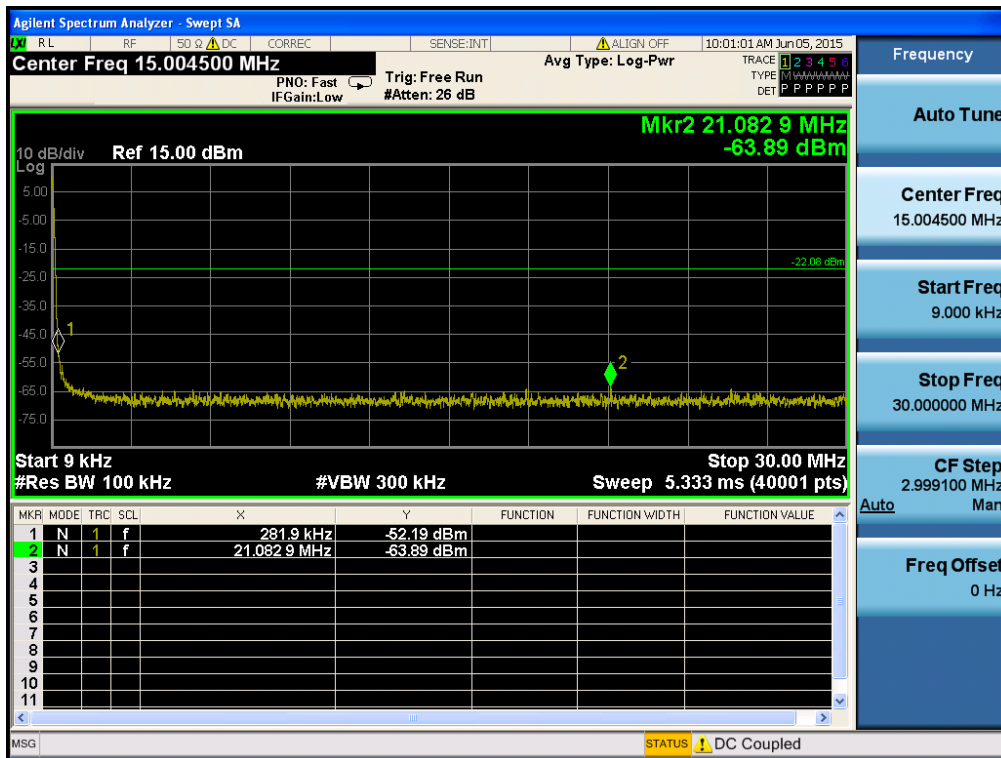 Agilent Spectrum Analyzer - Swept SA
LXI RL RF 50 Ω DC CORREC SENSE:INT ALIGN OFF 10:01:01 AM Jun 05, 2015
Center Freq 15.004500 MHz
PNO: Fast
IFGain:Low
Trig: Free Run
#Atten: 26 dB
Avg Type: Log-Pwr
TRACE 1 2 3 4 5 6
TYPE MWWWWW
DET P P P P P P
Mkr2 21.082 9 MHz
-63.89 dBm
10 dB/div Ref 15.00 dBm
Log
5.00
-5.00
-15.0
-22.08 dBm
-25.0
-35.0
-45.0
-55.0
-65.0
-75.0
1
2
Start 9 kHz Stop 30.00 MHz
#Res BW 100 kHz #VBW 300 kHz Sweep 5.333 ms (40001 pts)
MKR MODE TRC SCL X Y FUNCTION FUNCTION WIDTH FUNCTION VALUE
1 N 1 f 281.9 kHz -52.19 dBm
2 N 1 f 21.082 9 MHz -63.89 dBm
3
4
5
6
7
8
9
10
11
MSG STATUS DC Coupled
Frequency
Auto Tune
Center Freq
15.004500 MHz
Start Freq
9.000 kHz
Stop Freq
30.000000 MHz
CF Step
2.999100 MHz
Auto Man
Freq Offset
0 Hz